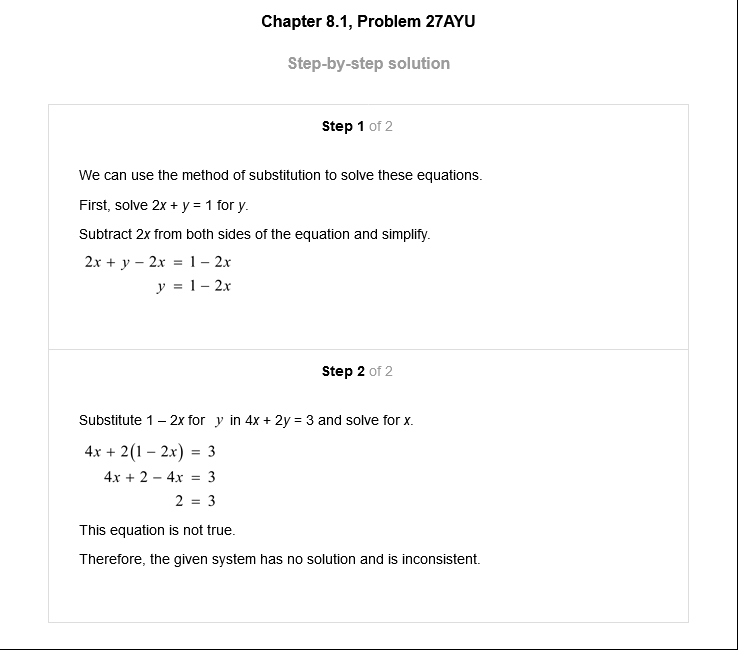 Chapter 8.1, Problem 27AYU
Step-by-step solution
Step 1 of 2
We can use the method of substitution to solve these equations.
First, solve 2x + y = 1 for y.
Subtract 2x from both sides of the equation and simplify.
2x + y − 2x = 1 − 2x
y = 1 − 2x
Step 2 of 2
Substitute 1 – 2x for y in 4x + 2y = 3 and solve for x.
4x + 2(1 − 2x) = 3
4x + 2 − 4x = 3
2 = 3
This equation is not true.
Therefore, the given system has no solution and is inconsistent.